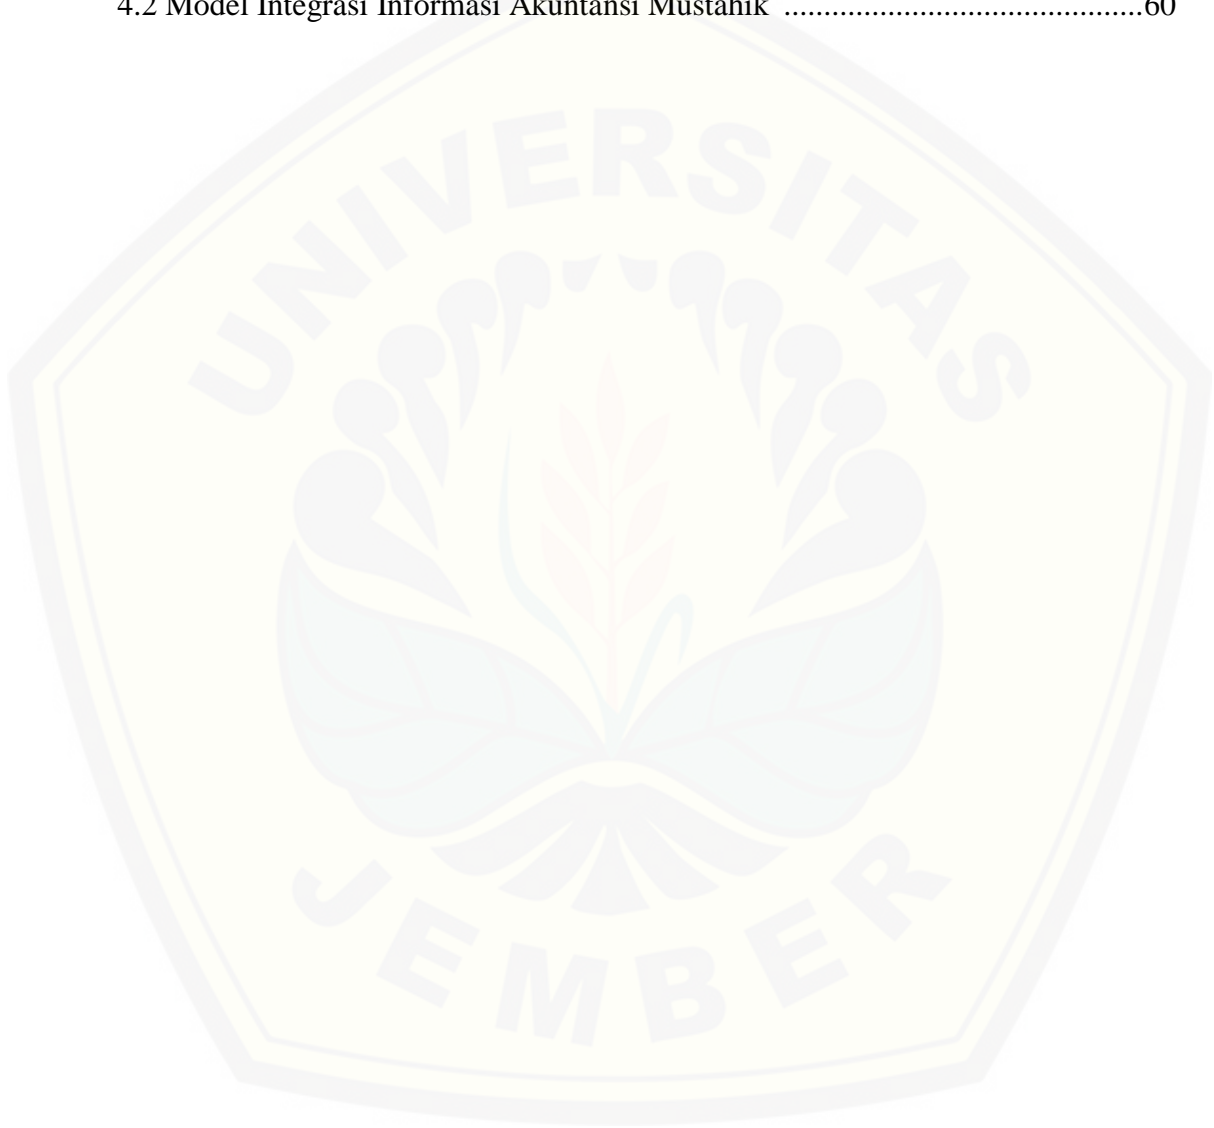 4.2 Model Integrasi Informasi Akuntansi Mustahik ........................................60
UNIVERSITAS
JEMBER